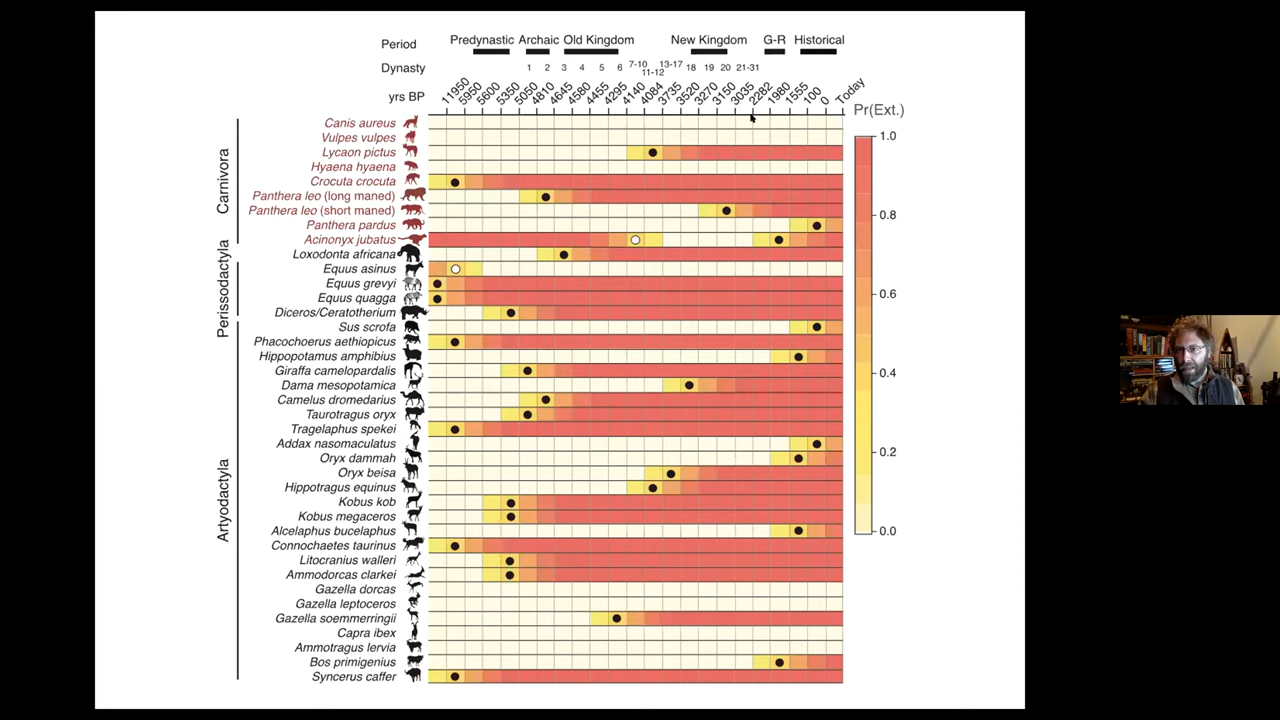 Period Predynastic Archaic Old Kingdom New Kingdom G-R Historical
Dynasty 1 2 3 4 5 6 7-10 11-12 13-17 18 19 20 21-31
yrs BP 11950 5950 5600 5350 5050 4810 4645 4580 4455 4295 4140 4084 3735 3520 3270 3150 3035 2282 1980 1555 100 0 Today
Pr(Ext.)
1.0
0.8
0.6
0.4
0.2
0.0
Carnivora
Canis aureus
Vulpes vulpes
Lycaon pictus
Hyaena hyaena
Crocuta crocuta
Panthera leo (long maned)
Panthera leo (short maned)
Panthera pardus
Acinonyx jubatus
Loxodonta africana
Perissodactyla
Equus asinus
Equus grevyi
Equus quagga
Diceros/Ceratotherium
Artyodactyla
Sus scrofa
Phacochoerus aethiopicus
Hippopotamus amphibius
Giraffa camelopardalis
Dama mesopotamica
Camelus dromedarius
Taurotragus oryx
Tragelaphus spekei
Addax nasomaculatus
Oryx dammah
Oryx beisa
Hippotragus equinus
Kobus kob
Kobus megaceros
Alcelaphus bucelaphus
Connochaetes taurinus
Litocranius walleri
Ammodorcas clarkei
Gazella dorcas
Gazella leptoceros
Gazella soemmerringii
Capra ibex
Ammotragus lervia
Bos primigenius
Syncerus caffer